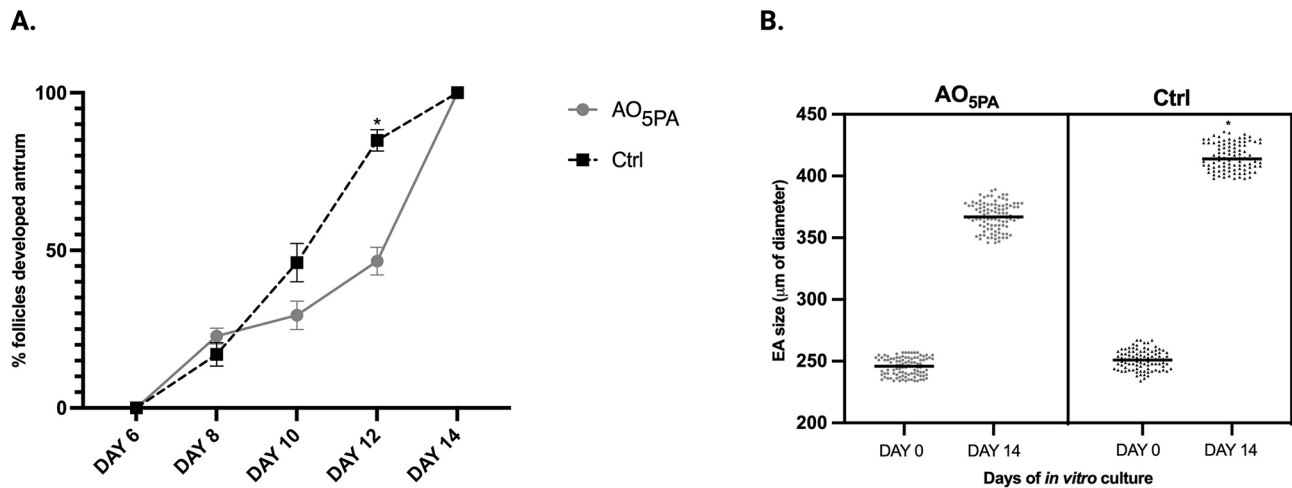 A.
100
50
0
% follicles developed antrum
*
DAY 6
DAY 8
DAY 10
DAY 12
DAY 14
AO5PA
Ctrl
B.
AO5PA
Ctrl
450
400
350
300
250
200
EA size (μm of diameter)
*
DAY 0
DAY 14
DAY 0
DAY 14
Days of in vitro culture